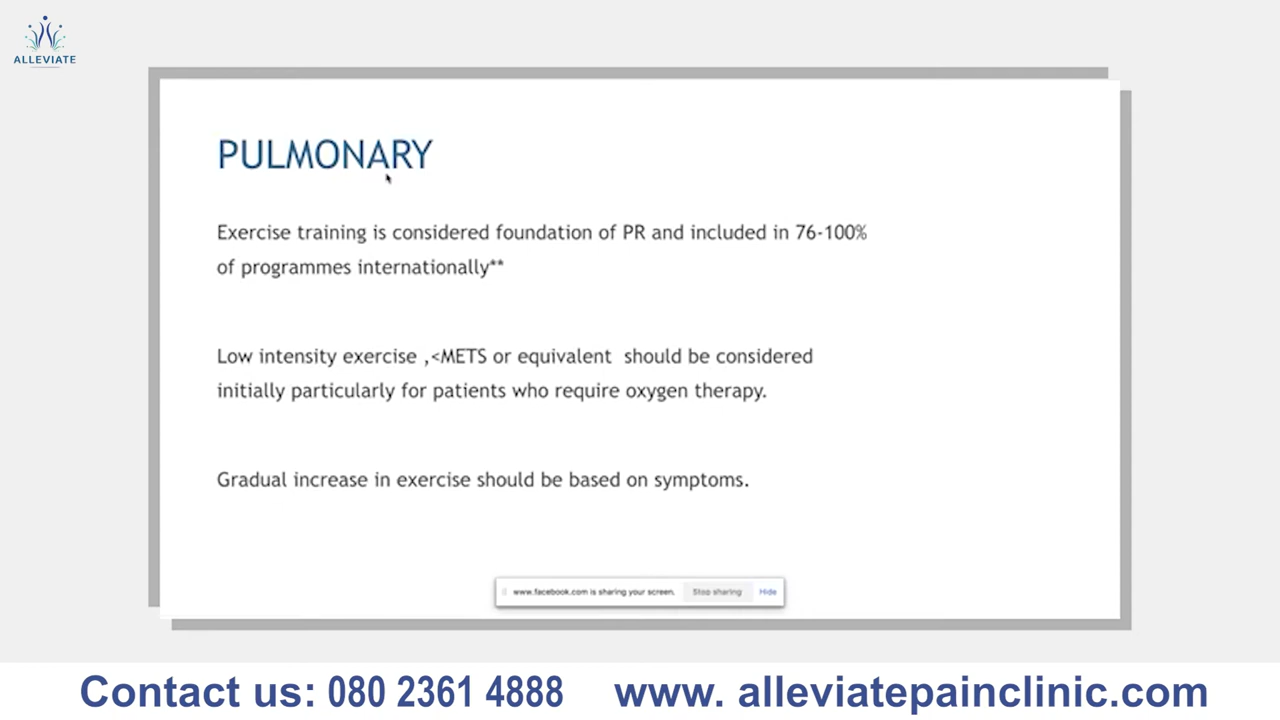 ALLEVIATE
PULMONARY
Exercise training is considered foundation of PR and included in 76-100%
of programmes internationally**
Low intensity exercise ,<METS or equivalent should be considered
initially particularly for patients who require oxygen therapy.
Gradual increase in exercise should be based on symptoms.
www.facebook.com is sharing your screen. Stop sharing Hide
Contact us: 080 2361 4888 www. alleviatepainclinic.com